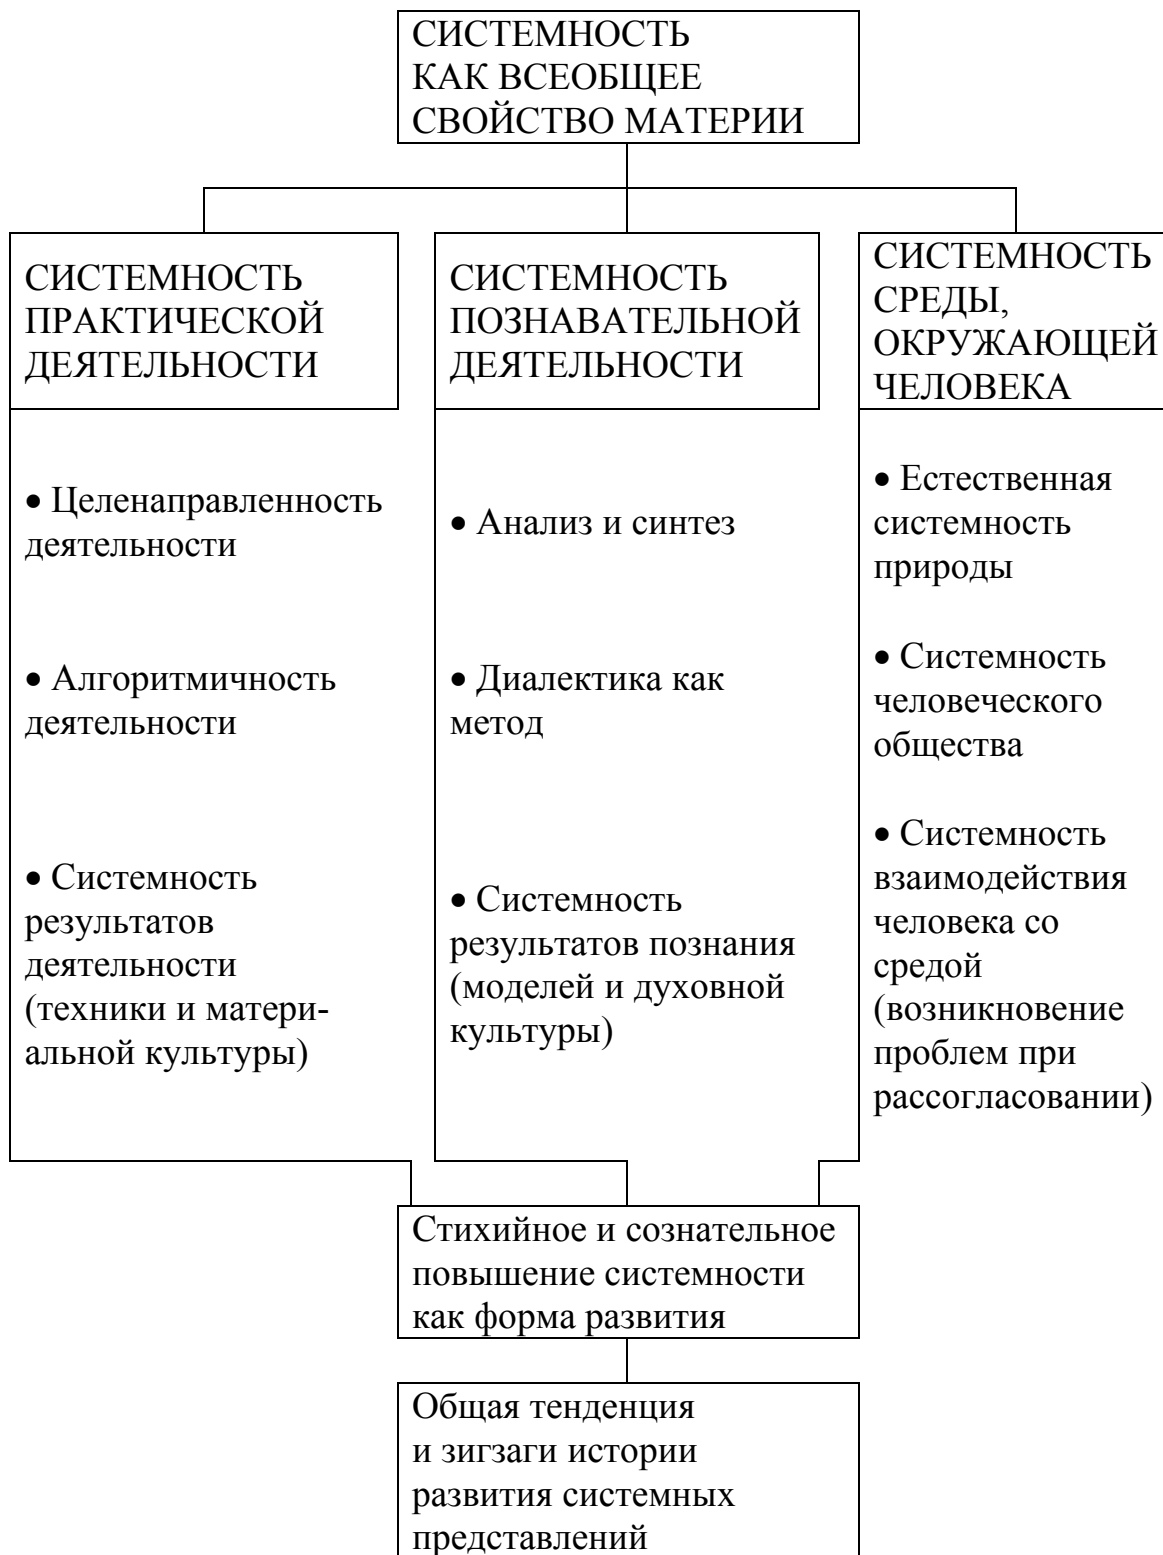 СИСТЕМНОСТЬ
КАК ВСЕОБЩЕЕ
СВОЙСТВО МАТЕРИИ
СИСТЕМНОСТЬ
ПРАКТИЧЕСКОЙ
ДЕЯТЕЛЬНОСТИ
• Целенаправленность
деятельности
• Алгоритмичность
деятельности
• Системность
результатов
деятельности
(техники и матери-
альной культуры)
СИСТЕМНОСТЬ
ПОЗНАВАТЕЛЬНОЙ
ДЕЯТЕЛЬНОСТИ
• Анализ и синтез
• Диалектика как
метод
• Системность
результатов познания
(моделей и духовной
культуры)
СИСТЕМНОСТЬ
СРЕДЫ,
ОКРУЖАЮЩЕЙ
ЧЕЛОВЕКА
• Естественная
системность
природы
• Системность
человеческого
общества
• Системность
взаимодействия
человека со
средой
(возникновение
проблем при
рассогласовании)
Стихийное и сознательное
повышение системности
как форма развития
Общая тенденция
и зигзаги истории
развития системных
представлений